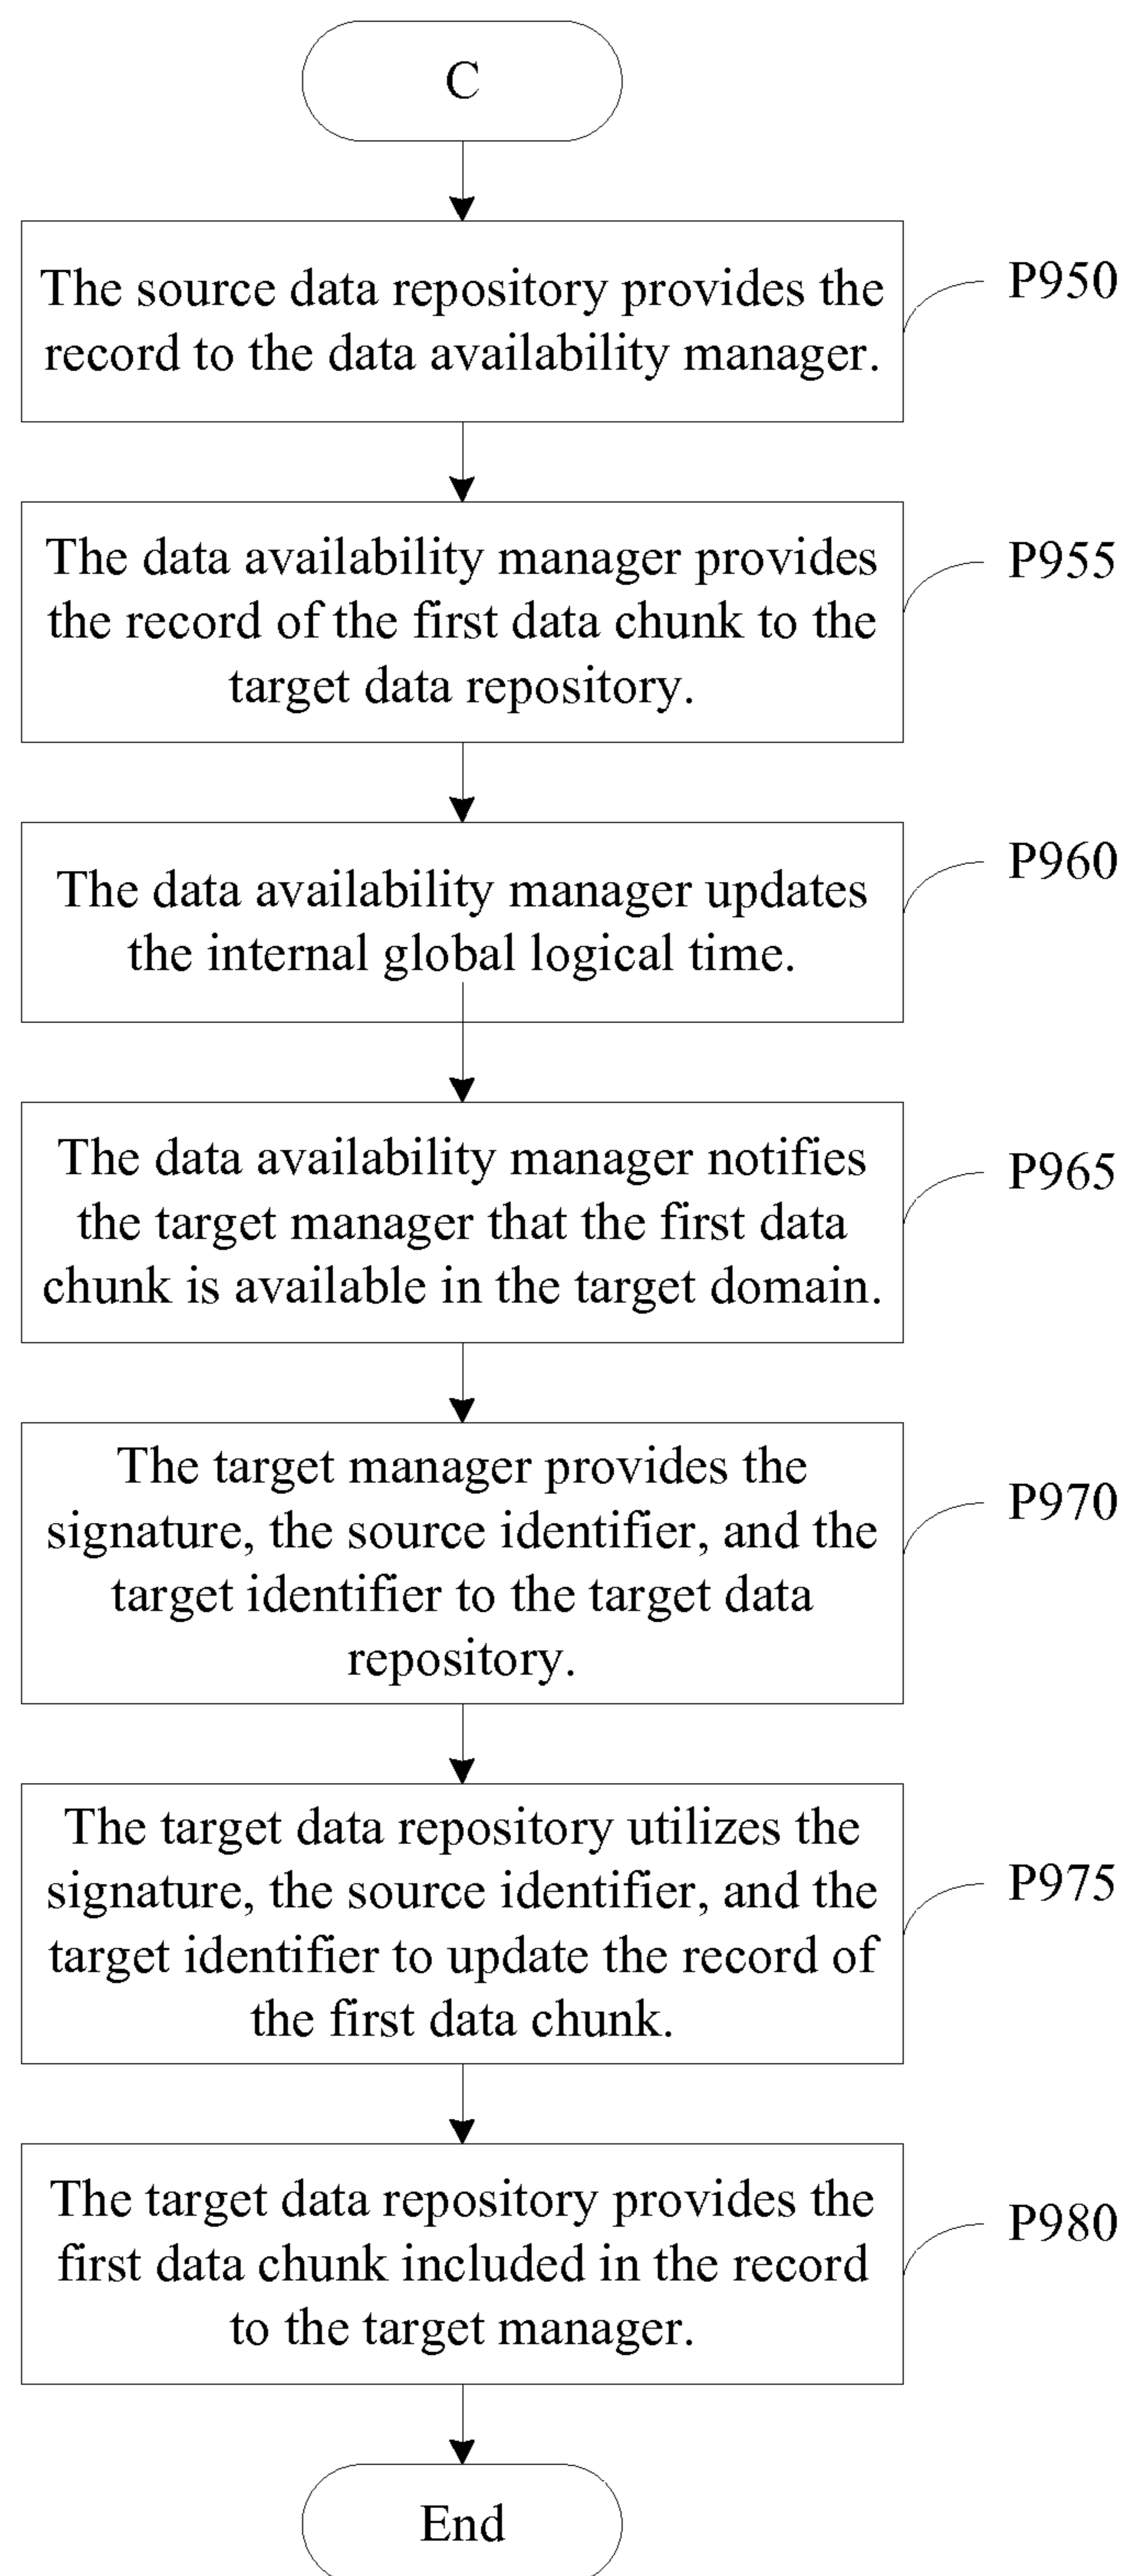 C
The source data repository provides the
record to the data availability manager.
P950
The data availability manager provides
the record of the first data chunk to the
target data repository.
P955
The data availability manager updates
the internal global logical time.
P960
The data availability manager notifies
the target manager that the first data
chunk is available in the target domain.
P965
The target manager provides the
signature, the source identifier, and the
target identifier to the target data
repository.
P970
The target data repository utilizes the
signature, the source identifier, and the
target identifier to update the record of
the first data chunk.
P975
The target data repository provides the
first data chunk included in the record
to the target manager.
P980
End